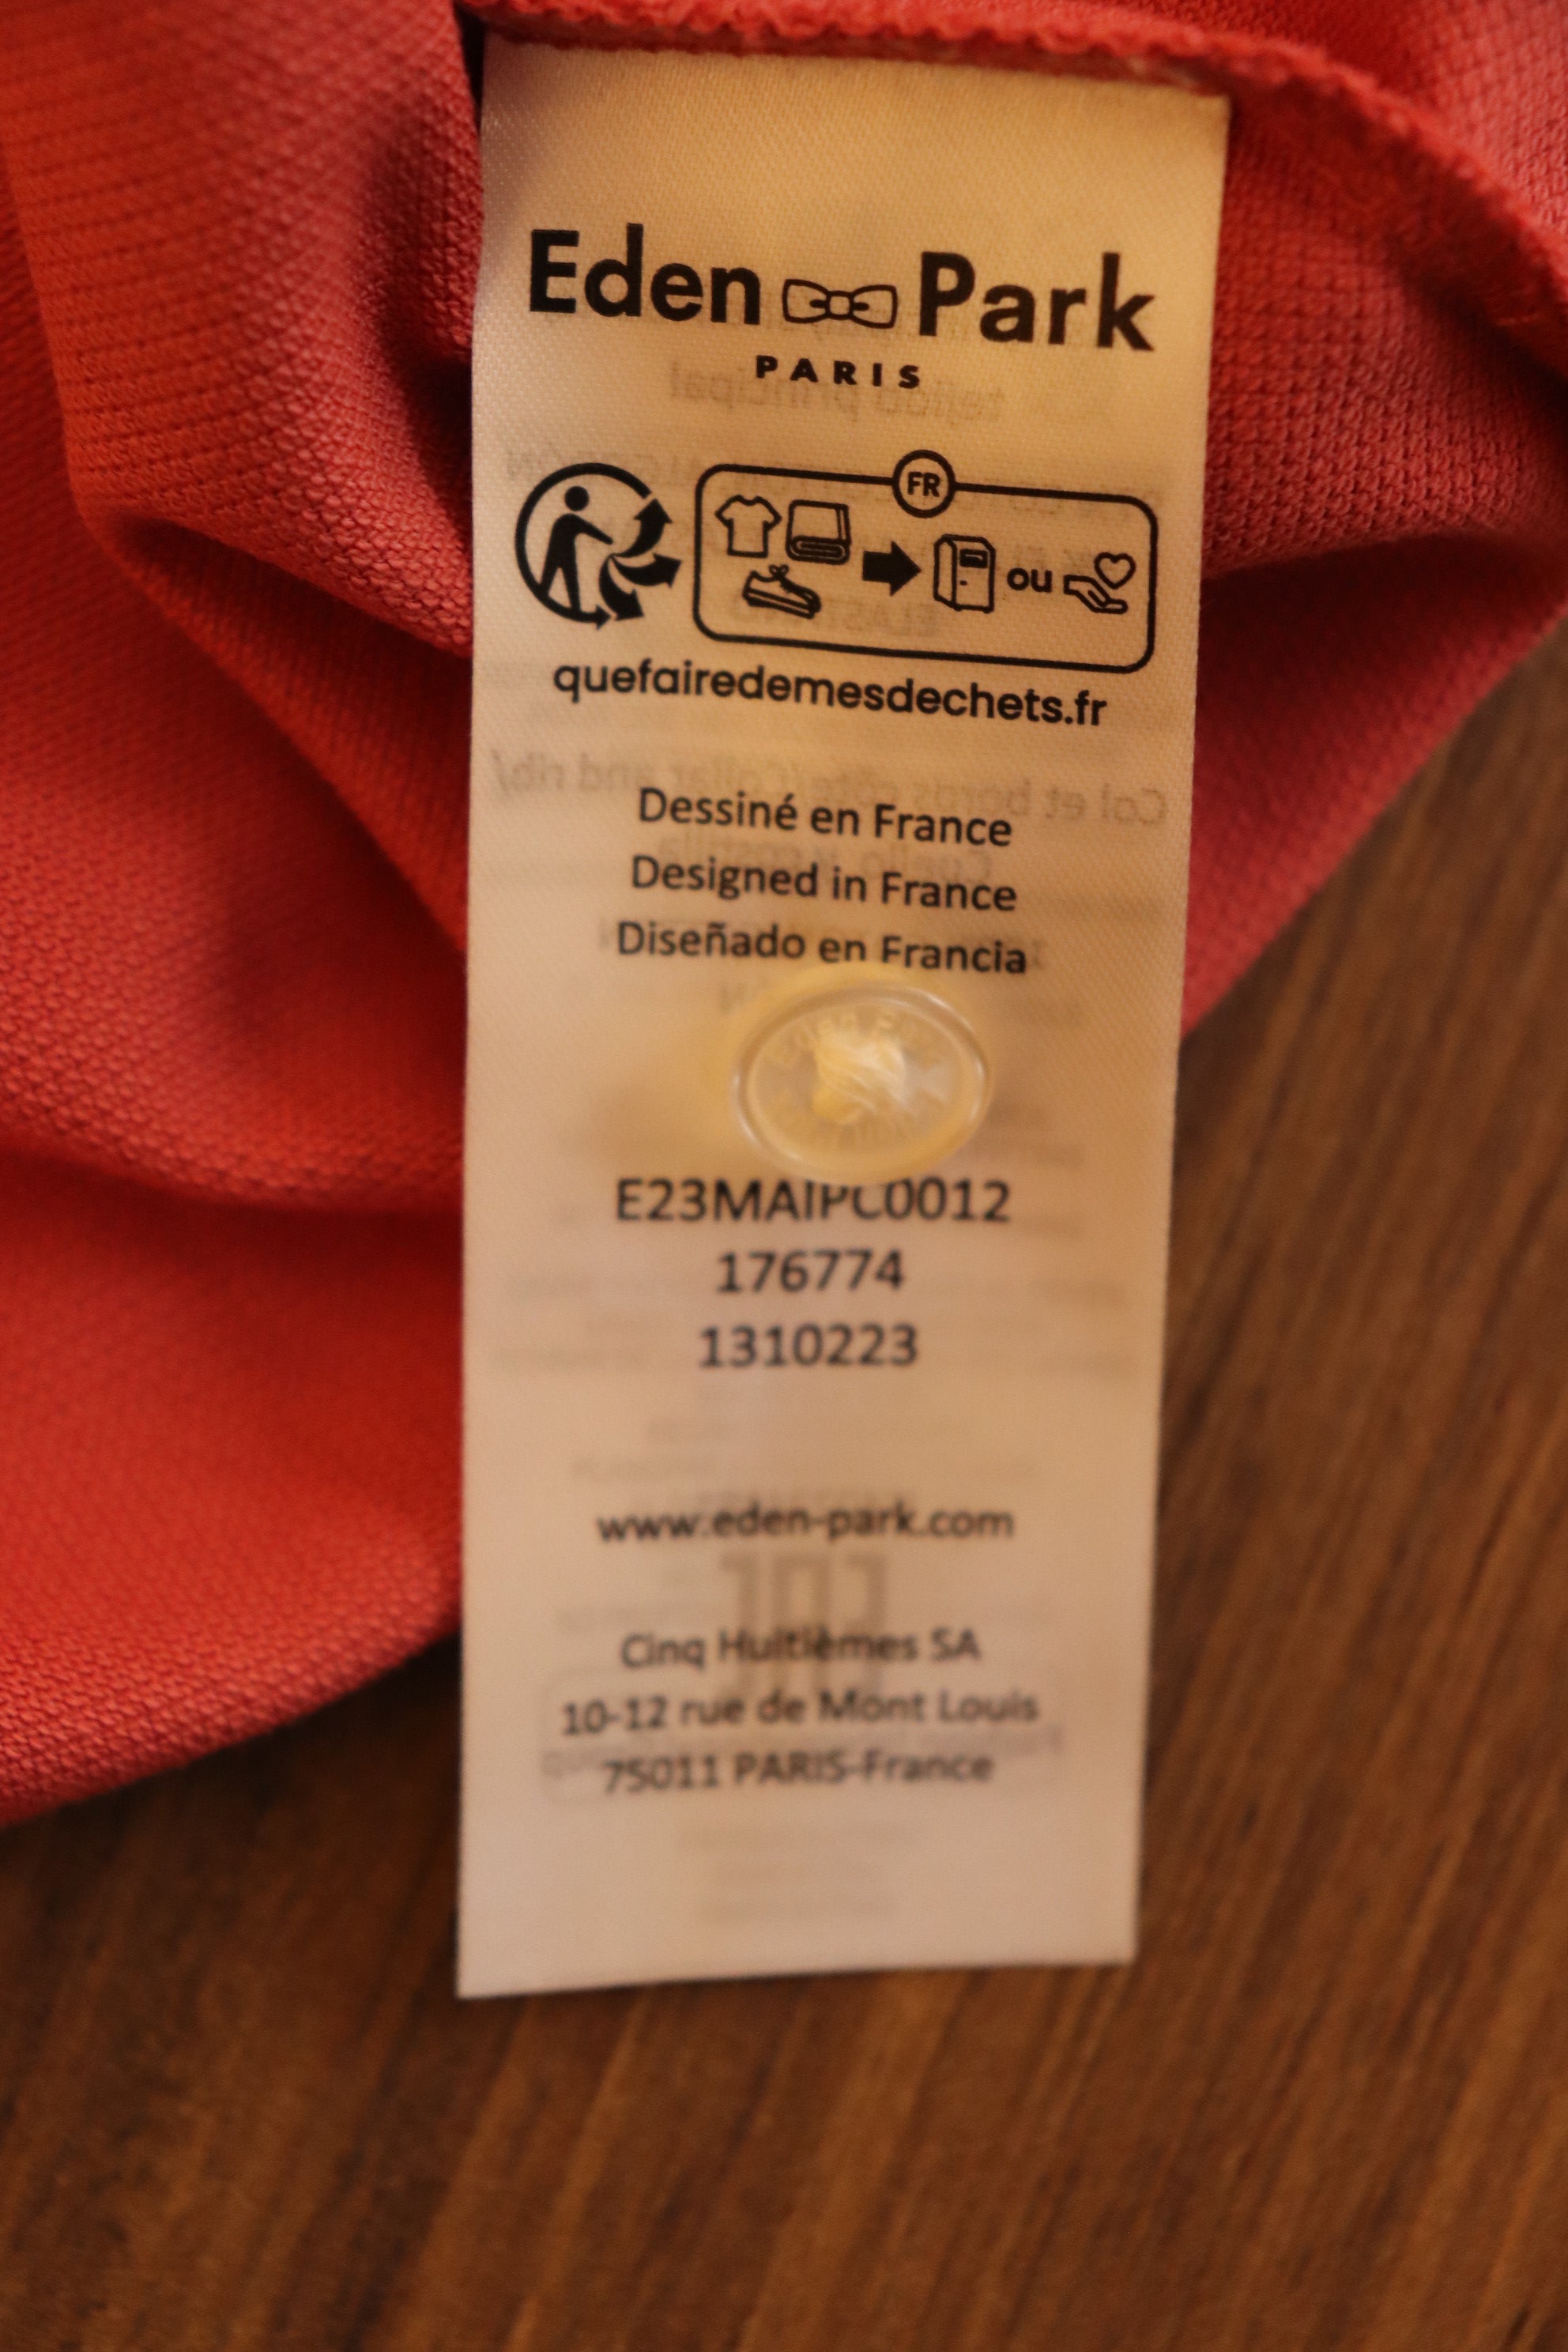 Eden Park
PARIS
FR
ou
quefairedemesdechets.fr
Dessiné en France
Designed in France
Diseñado en Francia
E23MAIPC0012
176774
1310223
www.eden-park.com
Cinq Huitièmes SA
10-12 rue de Mont Louis
75011 PARIS-France